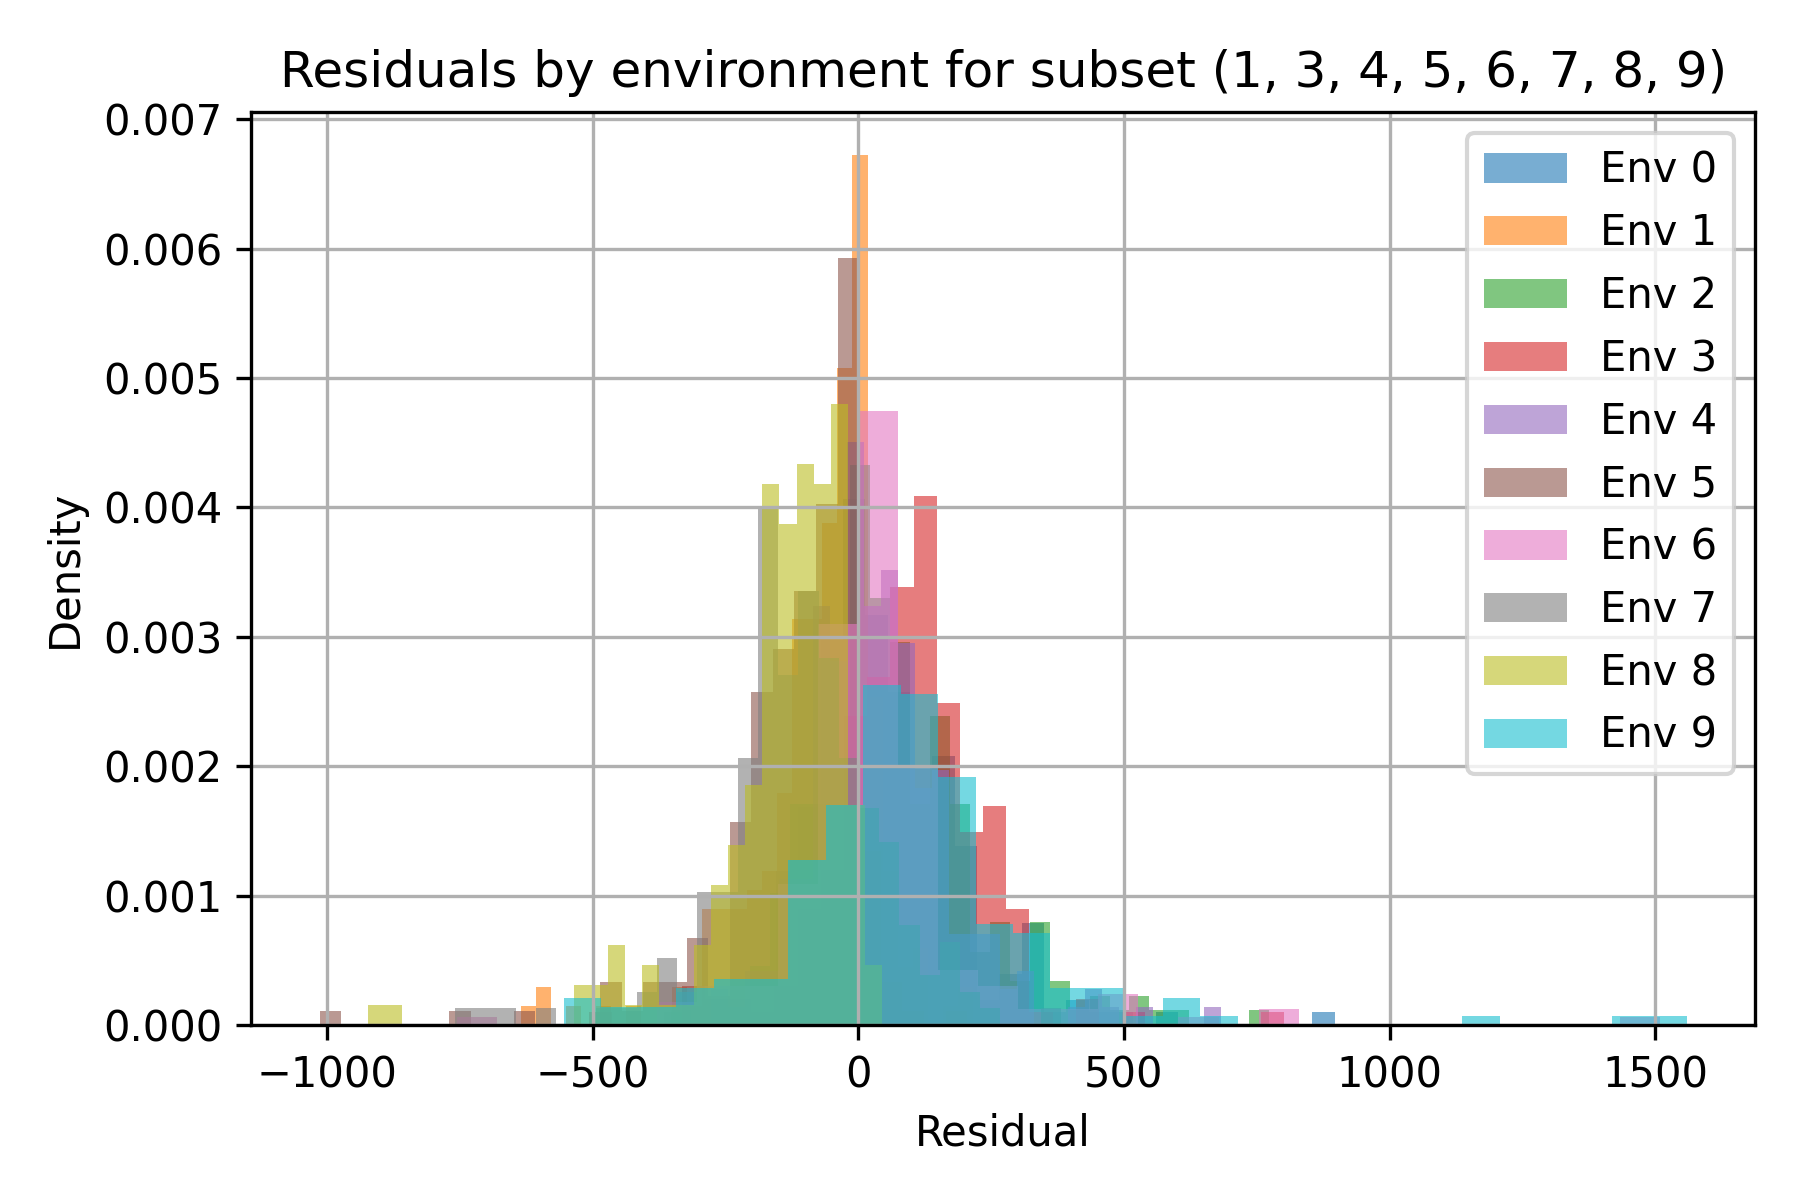 Residuals by environment for subset (1, 3, 4, 5, 6, 7, 8, 9)
0.007
0.006
0.005
0.004
0.003
0.002
0.001
0.000
Density
−1000
−500
0
500
1000
1500
Residual
Env 0
Env 1
Env 2
Env 3
Env 4
Env 5
Env 6
Env 7
Env 8
Env 9